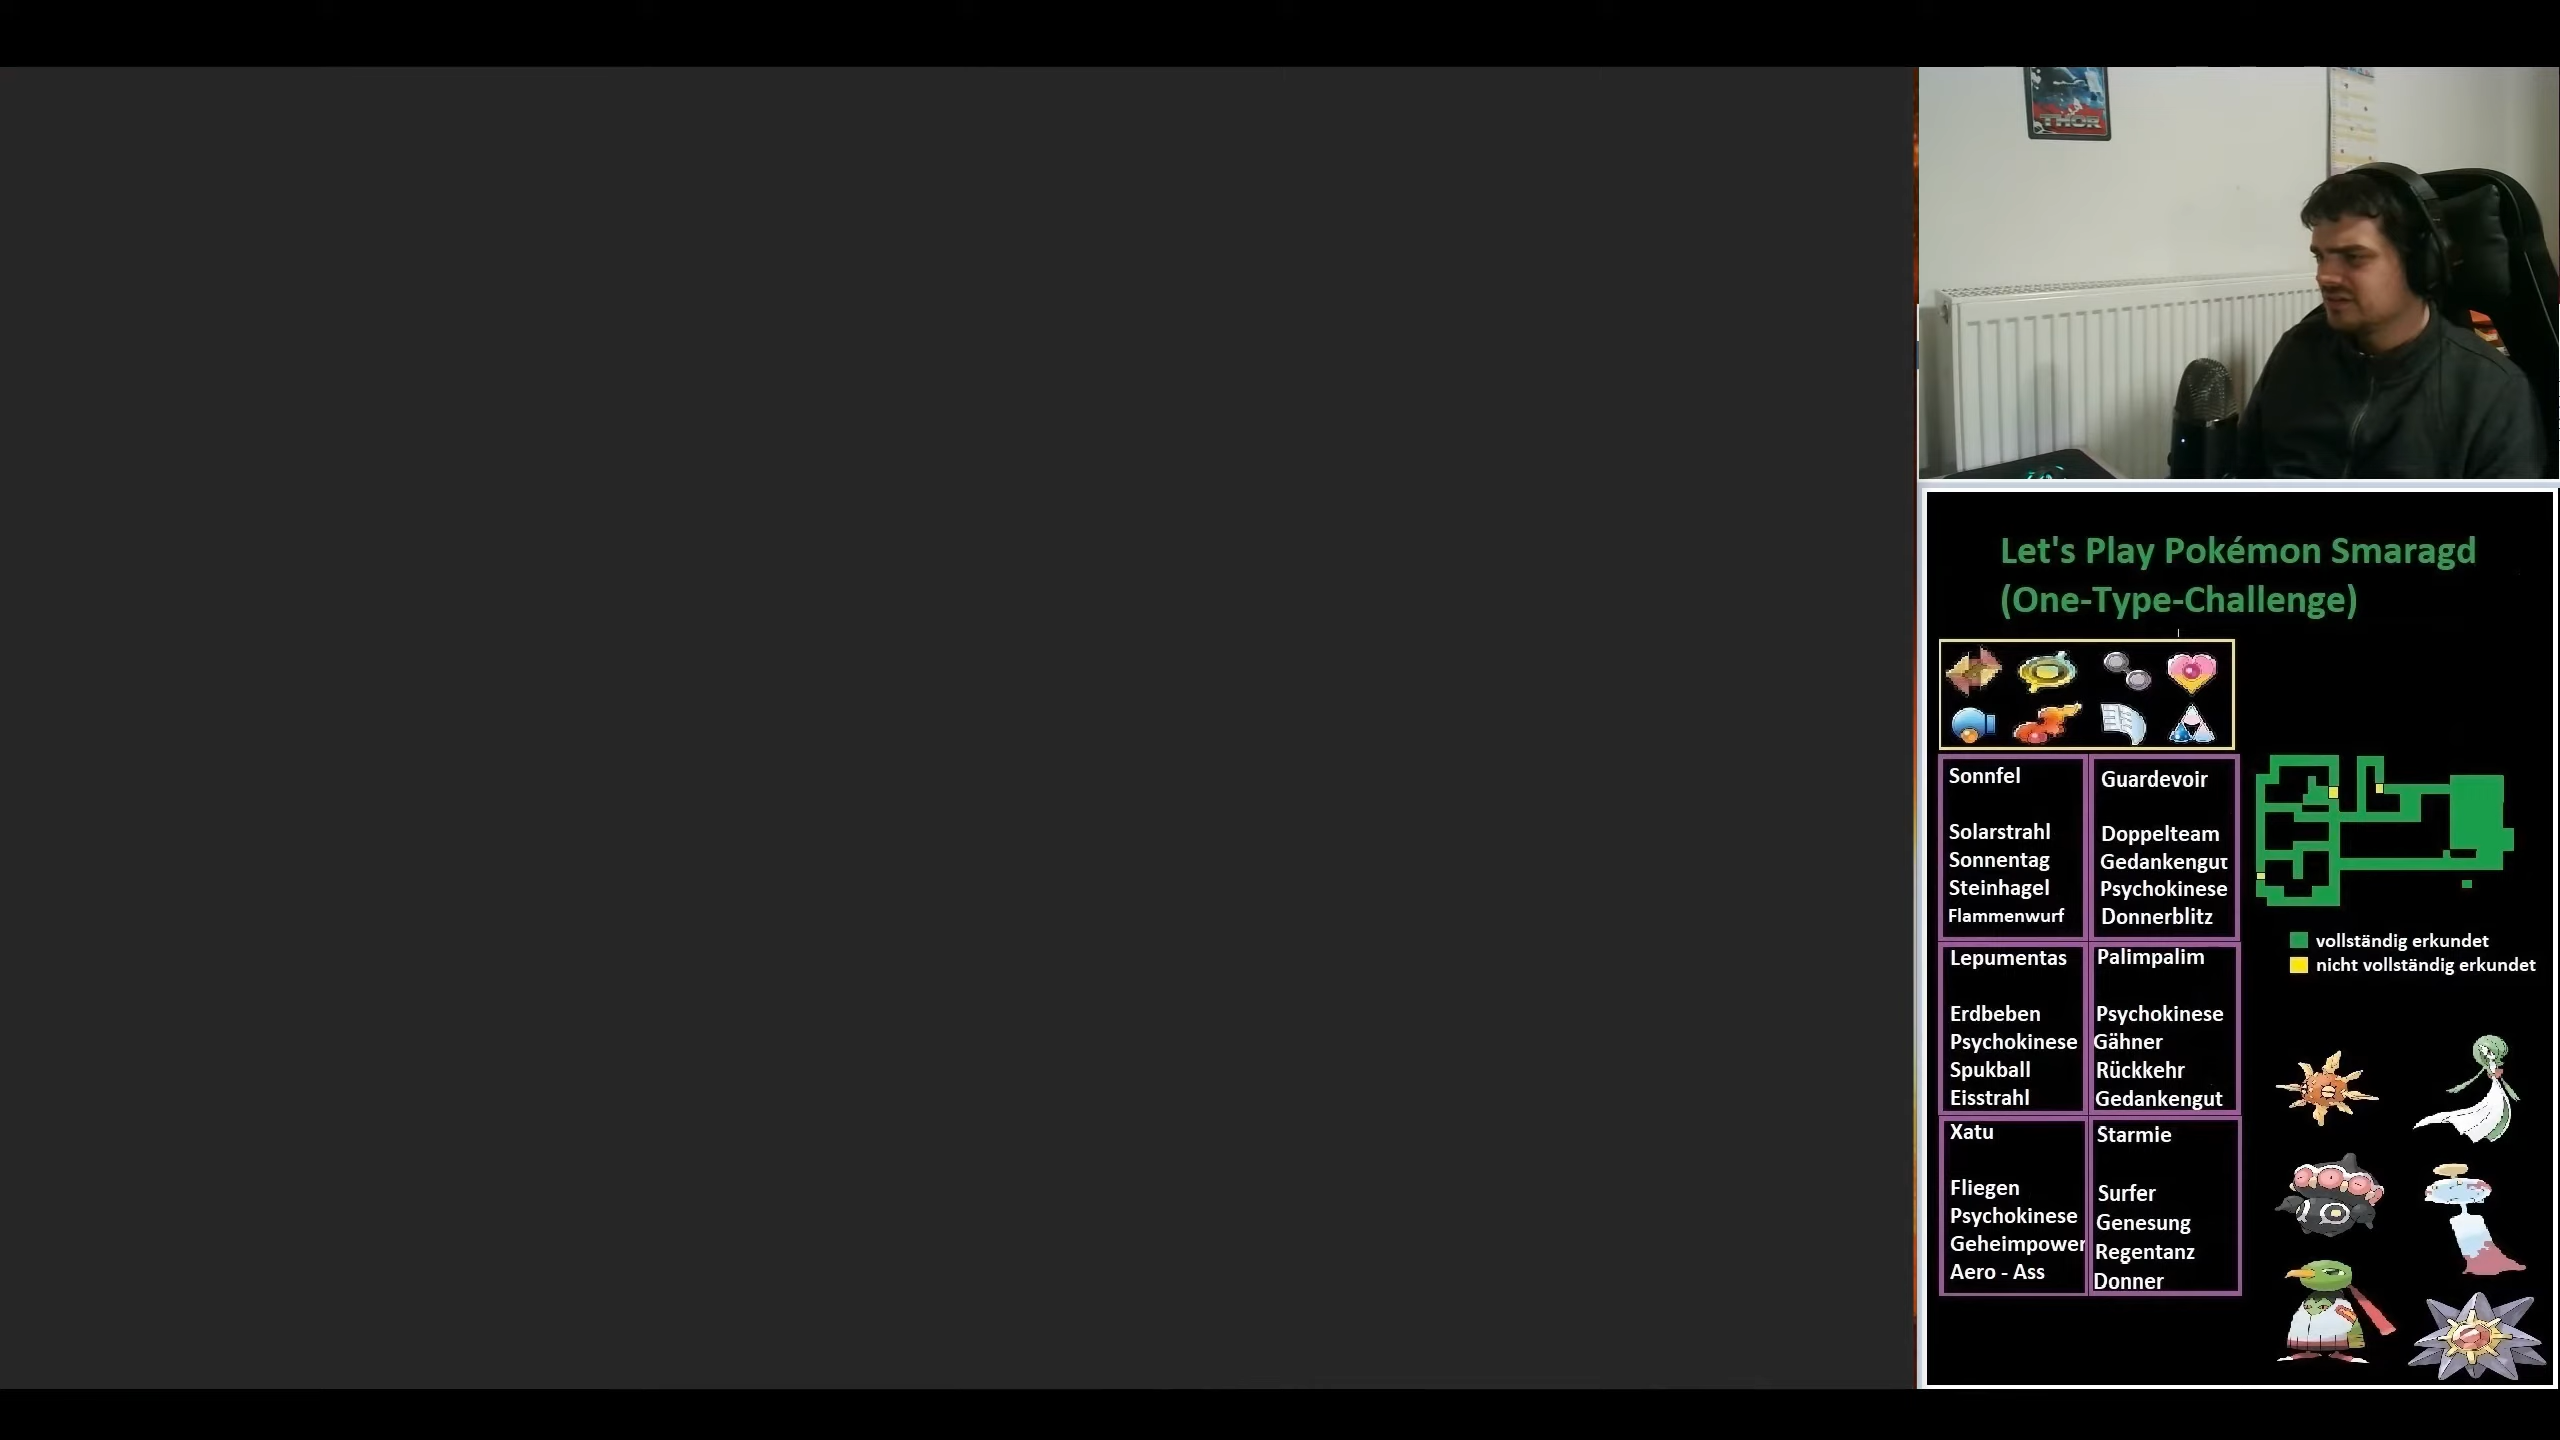 THOR
Let's Play Pokémon Smaragd
(One-Type-Challenge)
Sonnfel
Solarstrahl
Sonnentag
Steinhagel
Flammenwurf
Guardevoir
Doppelteam
Gedankengut
Psychokinese
Donnerblitz
vollständig erkundet
nicht vollständig erkundet
Lepumentas
Erdbeben
Psychokinese
Spukball
Eisstrahl
Palimpalim
Psychokinese
Gähner
Rückkehr
Gedankengut
Xatu
Fliegen
Psychokinese
Geheimpower
Aero - Ass
Starmie
Surfer
Genesung
Regentanz
Donner